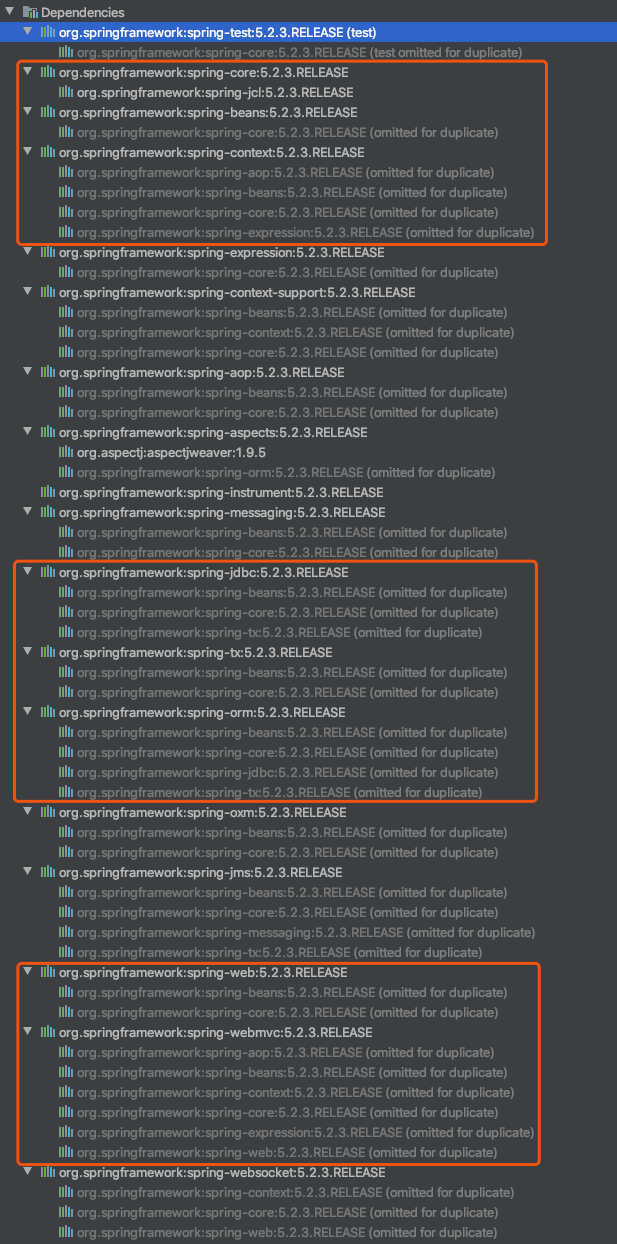 Dependencies
org.springframework:spring-test:5.2.3.RELEASE (test)
org.springframework:spring-core:5.2.3.RELEASE (test omitted for duplicate)
org.springframework:spring-core:5.2.3.RELEASE
org.springframework:spring-jcl:5.2.3.RELEASE
org.springframework:spring-beans:5.2.3.RELEASE
org.springframework:spring-core:5.2.3.RELEASE (omitted for duplicate)
org.springframework:spring-context:5.2.3.RELEASE
org.springframework:spring-aop:5.2.3.RELEASE (omitted for duplicate)
org.springframework:spring-beans:5.2.3.RELEASE (omitted for duplicate)
org.springframework:spring-core:5.2.3.RELEASE (omitted for duplicate)
org.springframework:spring-expression:5.2.3.RELEASE (omitted for duplicate)
org.springframework:spring-expression:5.2.3.RELEASE
org.springframework:spring-core:5.2.3.RELEASE (omitted for duplicate)
org.springframework:spring-context-support:5.2.3.RELEASE
org.springframework:spring-beans:5.2.3.RELEASE (omitted for duplicate)
org.springframework:spring-context:5.2.3.RELEASE (omitted for duplicate)
org.springframework:spring-core:5.2.3.RELEASE (omitted for duplicate)
org.springframework:spring-aop:5.2.3.RELEASE
org.springframework:spring-beans:5.2.3.RELEASE (omitted for duplicate)
org.springframework:spring-core:5.2.3.RELEASE (omitted for duplicate)
org.springframework:spring-aspects:5.2.3.RELEASE
org.aspectj:aspectjweaver:1.9.5
org.springframework:spring-orm:5.2.3.RELEASE (omitted for duplicate)
org.springframework:spring-instrument:5.2.3.RELEASE
org.springframework:spring-messaging:5.2.3.RELEASE
org.springframework:spring-beans:5.2.3.RELEASE (omitted for duplicate)
org.springframework:spring-core:5.2.3.RELEASE (omitted for duplicate)
org.springframework:spring-jdbc:5.2.3.RELEASE
org.springframework:spring-beans:5.2.3.RELEASE (omitted for duplicate)
org.springframework:spring-core:5.2.3.RELEASE (omitted for duplicate)
org.springframework:spring-tx:5.2.3.RELEASE (omitted for duplicate)
org.springframework:spring-tx:5.2.3.RELEASE
org.springframework:spring-beans:5.2.3.RELEASE (omitted for duplicate)
org.springframework:spring-core:5.2.3.RELEASE (omitted for duplicate)
org.springframework:spring-orm:5.2.3.RELEASE
org.springframework:spring-beans:5.2.3.RELEASE (omitted for duplicate)
org.springframework:spring-core:5.2.3.RELEASE (omitted for duplicate)
org.springframework:spring-jdbc:5.2.3.RELEASE (omitted for duplicate)
org.springframework:spring-tx:5.2.3.RELEASE (omitted for duplicate)
org.springframework:spring-oxm:5.2.3.RELEASE
org.springframework:spring-beans:5.2.3.RELEASE (omitted for duplicate)
org.springframework:spring-core:5.2.3.RELEASE (omitted for duplicate)
org.springframework:spring-jms:5.2.3.RELEASE
org.springframework:spring-beans:5.2.3.RELEASE (omitted for duplicate)
org.springframework:spring-core:5.2.3.RELEASE (omitted for duplicate)
org.springframework:spring-messaging:5.2.3.RELEASE (omitted for duplicate)
org.springframework:spring-tx:5.2.3.RELEASE (omitted for duplicate)
org.springframework:spring-web:5.2.3.RELEASE
org.springframework:spring-beans:5.2.3.RELEASE (omitted for duplicate)
org.springframework:spring-core:5.2.3.RELEASE (omitted for duplicate)
org.springframework:spring-webmvc:5.2.3.RELEASE
org.springframework:spring-aop:5.2.3.RELEASE (omitted for duplicate)
org.springframework:spring-beans:5.2.3.RELEASE (omitted for duplicate)
org.springframework:spring-context:5.2.3.RELEASE (omitted for duplicate)
org.springframework:spring-core:5.2.3.RELEASE (omitted for duplicate)
org.springframework:spring-expression:5.2.3.RELEASE (omitted for duplicate)
org.springframework:spring-web:5.2.3.RELEASE (omitted for duplicate)
org.springframework:spring-websocket:5.2.3.RELEASE
org.springframework:spring-context:5.2.3.RELEASE (omitted for duplicate)
org.springframework:spring-core:5.2.3.RELEASE (omitted for duplicate)
org.springframework:spring-web:5.2.3.RELEASE (omitted for duplicate)